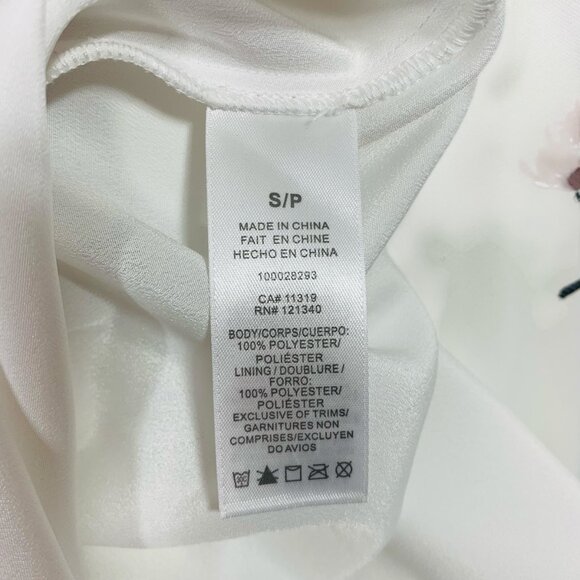 S/P
MADE IN CHINA
FAIT EN CHINE
HECHO EN CHINA
100028293
CA# 11319
RN# 121340
BODY/CORPS/CUERPO:
100% POLYESTER/
POLIÉSTER
LINING / DOUBLURE /
FORRO:
100% POLYESTER/
POLIÉSTER
EXCLUSIVE OF TRIMS/
GARNITURES NON
COMPRISES/EXCLUYEN
DO AVIOS